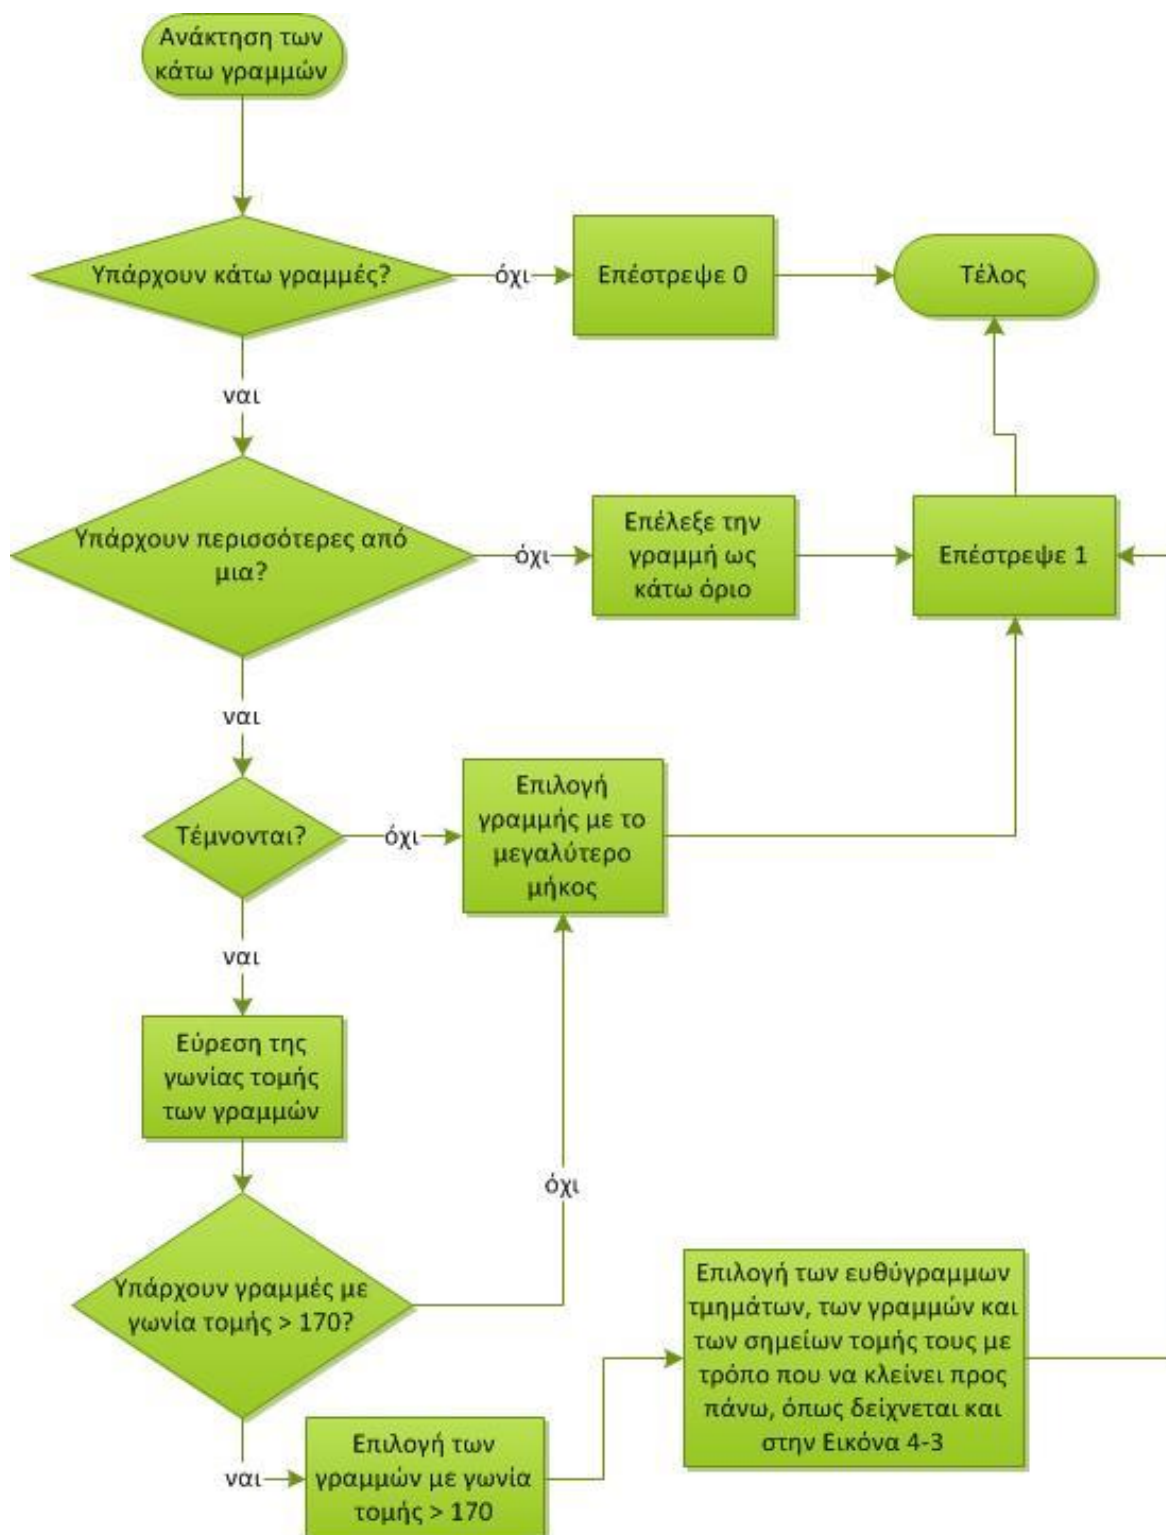 Ανάκτηση των
κάτω γραμμών
Υπάρχουν κάτω γραμμές?
όχι
Επέστρεψε 0
Τέλος
ναι
Υπάρχουν περισσότερες από
μια?
όχι
Επέλεξε την
γραμμή ως
κάτω όριο
Επέστρεψε 1
ναι
Τέμνονται?
όχι
Επιλογή
γραμμής με το
μεγαλύτερο
μήκος
ναι
Εύρεση της
γωνίας τομής
των γραμμών
όχι
Υπάρχουν γραμμές με
γωνία τομής > 170?
Επιλογή των ευθύγραμμων
τμημάτων, των γραμμών και
των σημείων τομής τους με
τρόπο που να κλείνει προς
πάνω, όπως δείχνεται και
στην Εικόνα 4-3
ναι
Επιλογή των
γραμμών με γωνία
τομής > 170